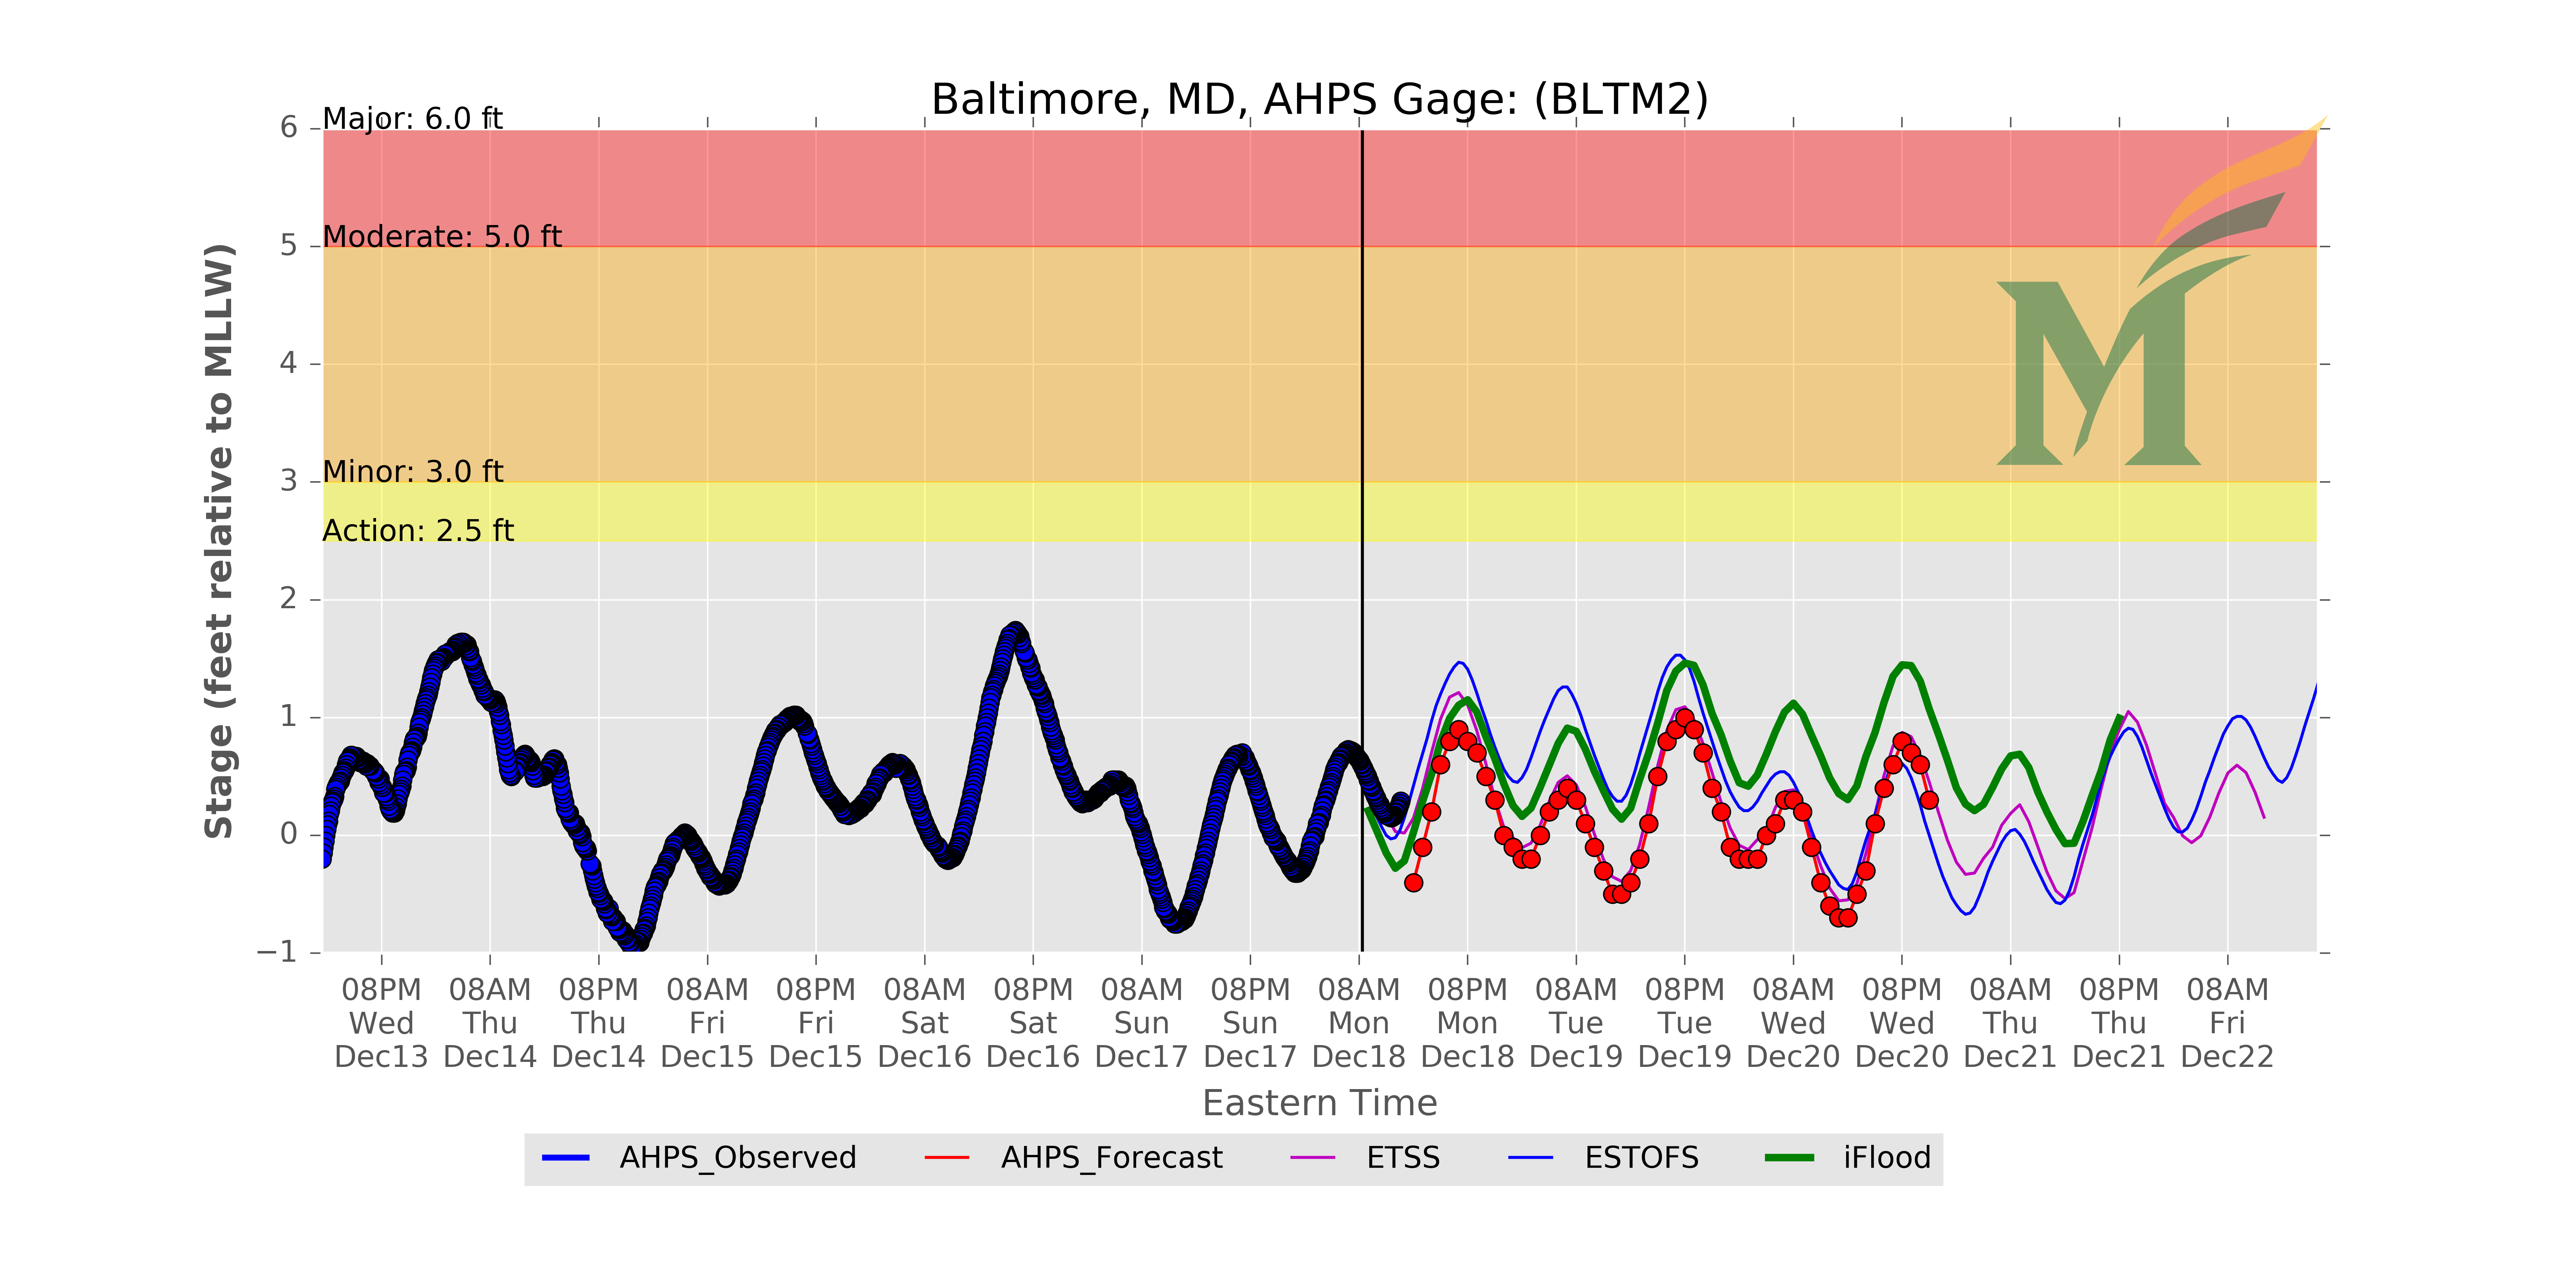 Baltimore, MD, AHPS Gage: (BLTM2)
Major: 6.0 ft
Moderate: 5.0 ft
Minor: 3.0 ft
Action: 2.5 ft
Stage (feet relative to MLLW)
6
5
4
3
2
1
0
−1
08PM 08AM 08PM 08AM 08PM 08AM 08PM 08AM 08PM 08AM 08PM 08AM 08PM 08AM 08PM 08AM 08PM 08AM
Wed Thu Thu Fri Fri Sat Sat Sun Sun Mon Mon Tue Tue Wed Wed Thu Thu Fri
Dec13 Dec14 Dec14 Dec15 Dec15 Dec16 Dec16 Dec17 Dec17 Dec18 Dec18 Dec19 Dec19 Dec20 Dec20 Dec21 Dec21 Dec22
Eastern Time
AHPS_Observed AHPS_Forecast ETSS ESTOFS iFlood
M